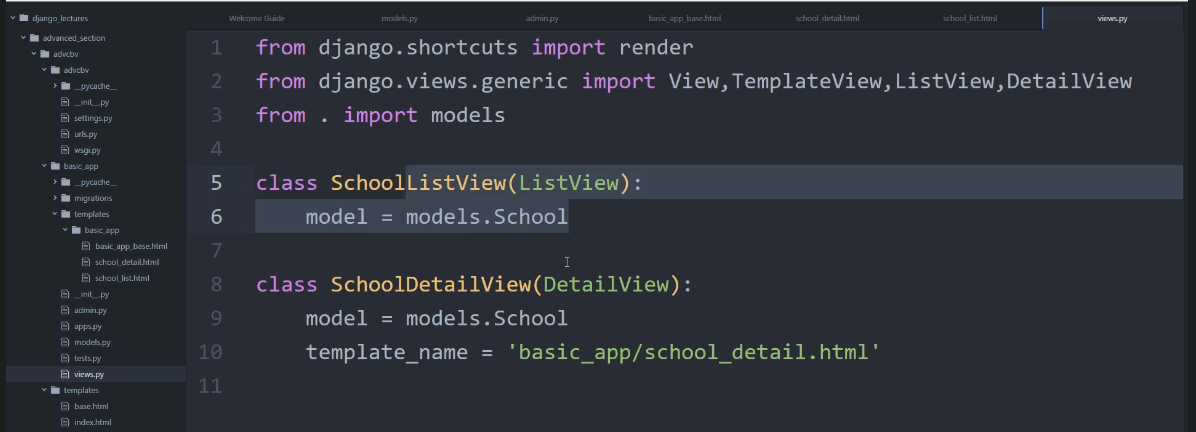 django_lectures
advanced_section
advcbv
advcbv
__pycache__
__init__.py
settings.py
urls.py
wsgi.py
basic_app
__pycache__
migrations
templates
basic_app
basic_app_base.html
school_detail.html
school_list.html
__init__.py
admin.py
apps.py
models.py
tests.py
views.py
templates
base.html
index.html
Welcome Guide
models.py
admin.py
basic_app_base.html
school_detail.html
school_list.html
views.py
1 from django.shortcuts import render
2 from django.views.generic import View,TemplateView,ListView,DetailView
3 from . import models
4
5 class SchoolListView(ListView):
6 model = models.School
7
8 class SchoolDetailView(DetailView):
9 model = models.School
10 template_name = 'basic_app/school_detail.html'
11